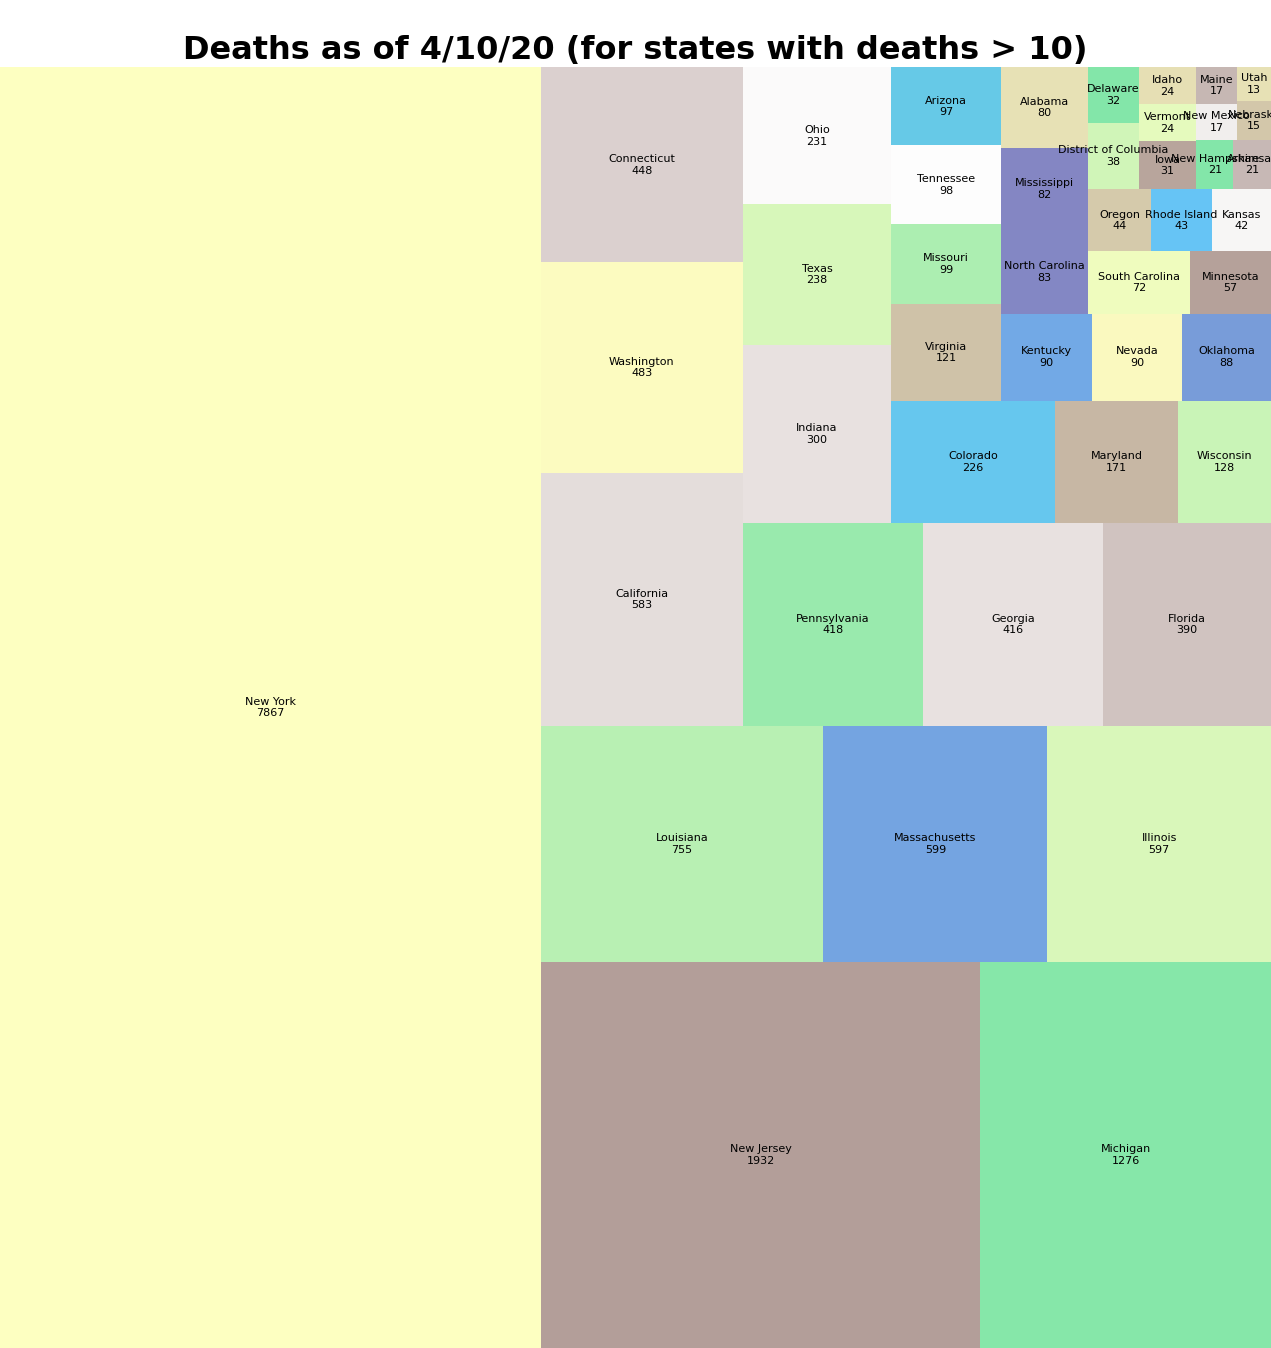 Deaths as of 4/10/20 (for states with deaths > 10)
New York
7867
Connecticut
448
Washington
483
California
583
Ohio
231
Texas
238
Indiana
300
Arizona
97
Tennessee
98
Missouri
99
Virginia
121
Alabama
80
Mississippi
82
North Carolina
83
Delaware
32
District of Columbia
38
Idaho
24
Vermont
24
Iowa
31
Maine
17
New Mexico
17
New Hampshire
21
Utah
13
Nebrask
15
Arkansa
21
Oregon
44
Rhode Island
43
Kansas
42
South Carolina
72
Minnesota
57
Kentucky
90
Nevada
90
Oklahoma
88
Colorado
226
Maryland
171
Wisconsin
128
Pennsylvania
418
Georgia
416
Florida
390
Louisiana
755
Massachusetts
599
Illinois
597
New Jersey
1932
Michigan
1276